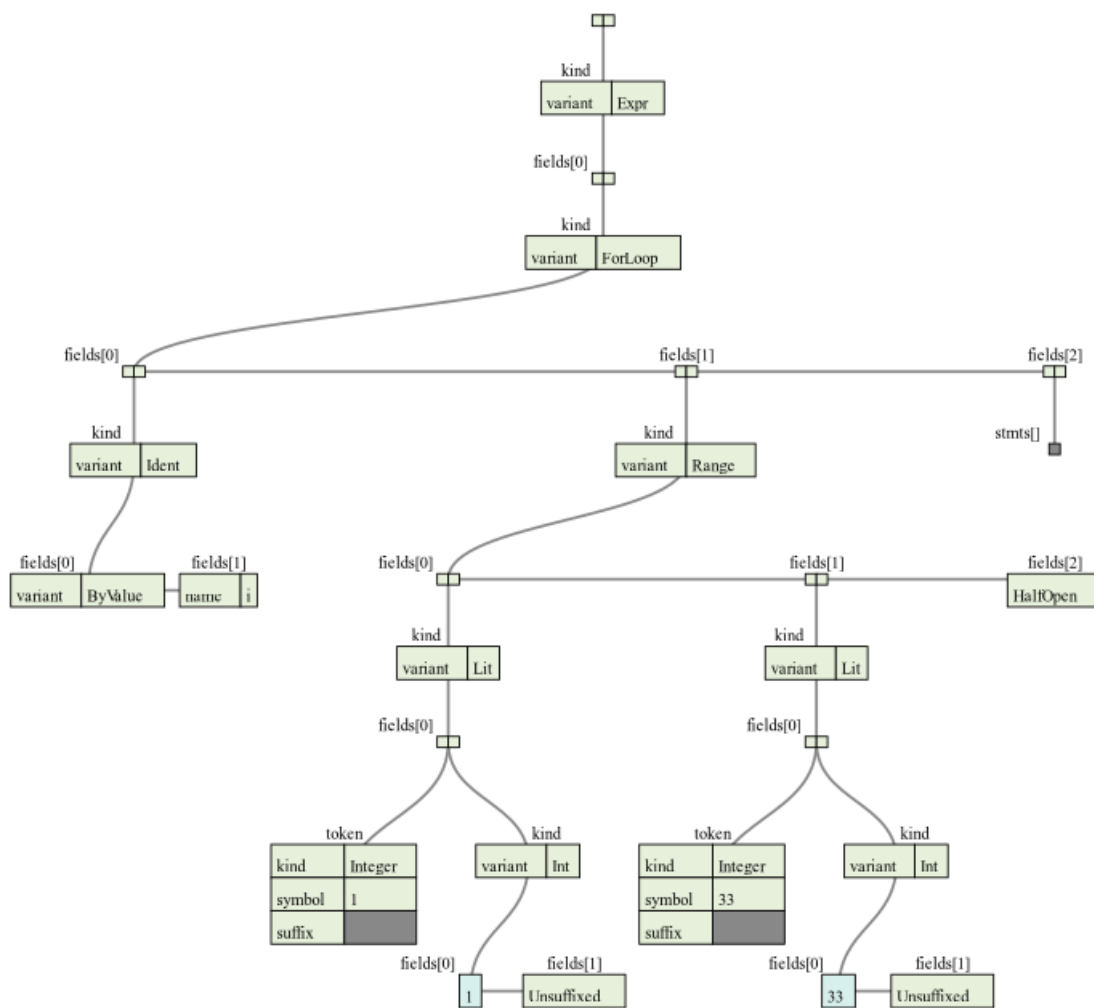 kind
variant Expr
fields[0]
kind
variant ForLoop
fields[0] fields[1] fields[2]
kind kind stmts[]
variant Ident variant Range
fields[0] fields[1] fields[0] fields[1] fields[2]
variant ByValue name i HalfOpen
kind kind
variant Lit variant Lit
fields[0] fields[0]
token kind token kind
kind Integer variant Int kind Integer variant Int
symbol 1 symbol 33
suffix suffix
fields[0] fields[1] fields[0] fields[1]
1 Unsuffixed 33 Unsuffixed